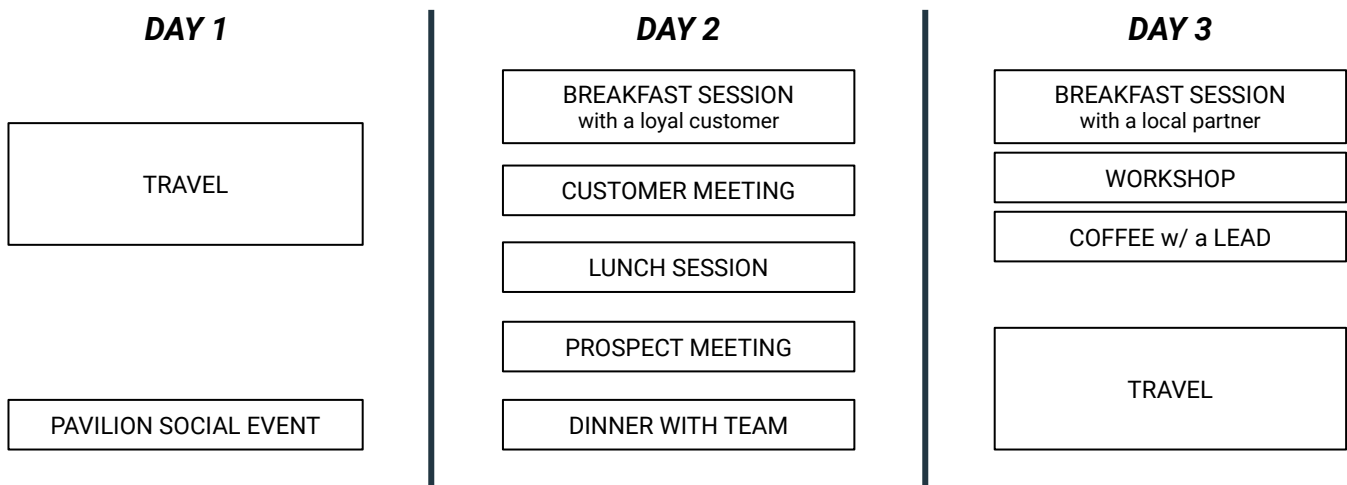 DAY 1
TRAVEL
PAVILION SOCIAL EVENT
DAY 2
BREAKFAST SESSION
with a loyal customer
CUSTOMER MEETING
LUNCH SESSION
PROSPECT MEETING
DINNER WITH TEAM
DAY 3
BREAKFAST SESSION
with a local partner
WORKSHOP
COFFEE w/ a LEAD
TRAVEL